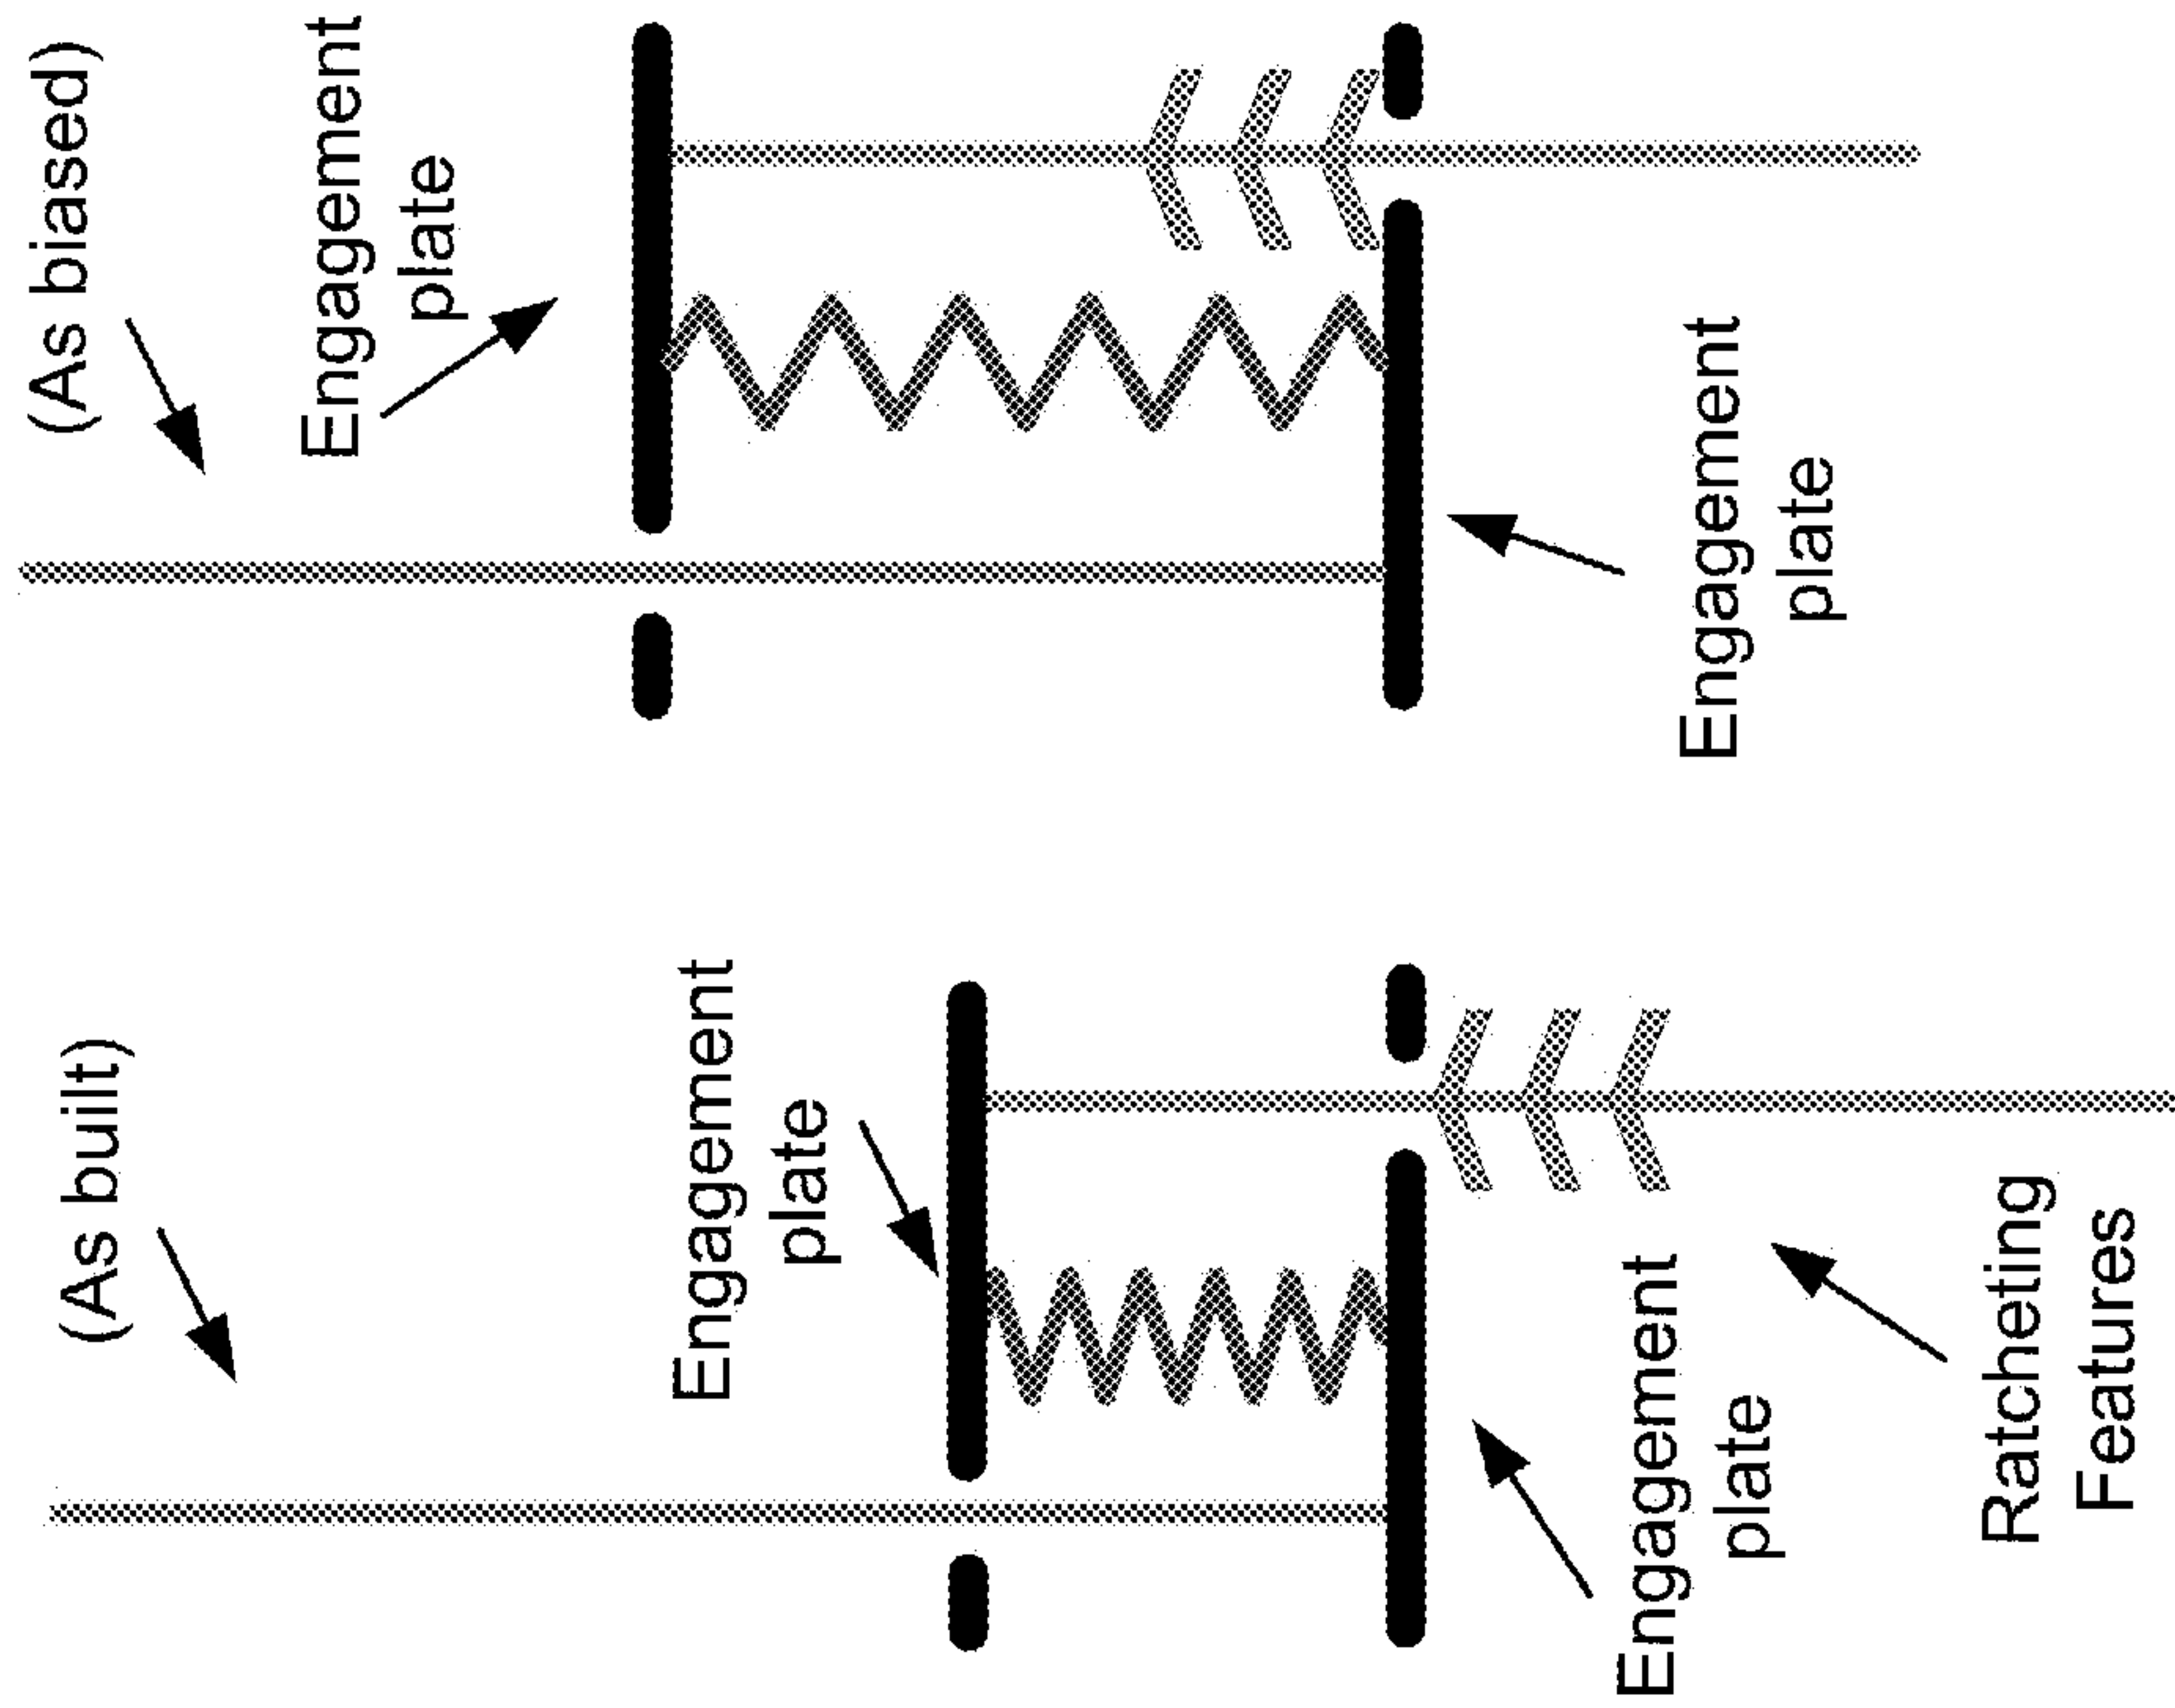 (As built)
Engagement
plate
Engagement
plate
Ratcheting
Features
(As biased)
Engagement
plate
Engagement
plate